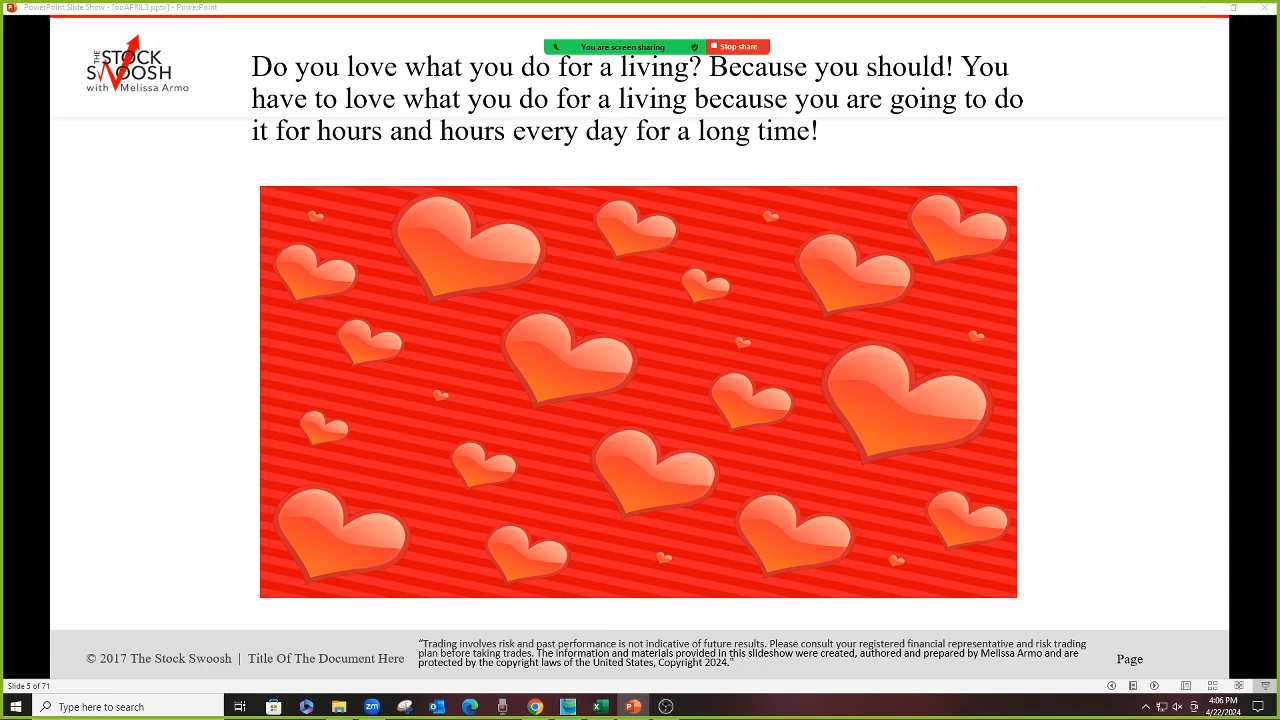 PowerPoint Slide Show - [ooAPRIL3.pptx] - PowerPoint
You are screen sharing
Stop share
THE STOCK
SWOOSH
with Melissa Armo
Do you love what you do for a living? Because you should! You
have to love what you do for a living because you are going to do
it for hours and hours every day for a long time!
© 2017 The Stock Swoosh | Title Of The Document Here
"Trading involves risk and past performance is not indicative of future results. Please consult your registered financial representative and risk trading
plan before taking trades. The information and materials provided in this slideshow were created, authored and prepared by Melissa Armo and are
protected by the copyright laws of the United States, Copyright 2024."
Page
Slide 5 of 71
Type here to search
4:06 PM
4/22/2024